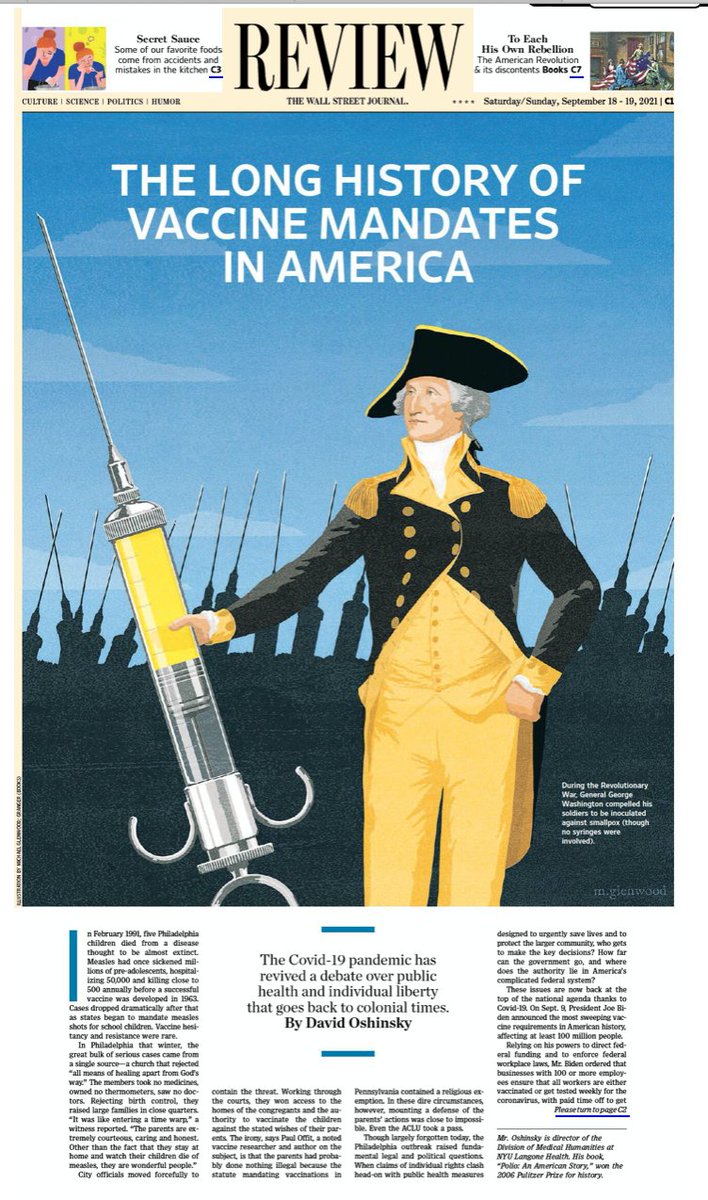 Secret Sauce
Some of our favorite foods
come from accidents and
mistakes in the kitchen C3
REVIEW
To Each
His Own Rebellion
The American Revolution
& its discontents Books C7
CULTURE | SCIENCE | POLITICS | HUMOR
THE WALL STREET JOURNAL.
**** Saturday/Sunday, September 18 - 19, 2021 | C1
THE LONG HISTORY OF
VACCINE MANDATES
IN AMERICA
During the Revolutionary
War, General George
Washington compelled his
soldiers to be inoculated
against smallpox (though
no syringes were
involved).
m.glenwood
ILLUSTRATION BY MICHAEL GLENWOOD; GRANGER (BOOKS)
In February 1991, five Philadelphia
children died from a disease
thought to be almost extinct.
Measles had once sickened mil-
lions of pre-adolescents, hospital-
izing 50,000 and killing close to
500 annually before a successful
vaccine was developed in 1963.
Cases dropped dramatically after that
as states began to mandate measles
shots for school children. Vaccine hesi-
tancy and resistance were rare.
In Philadelphia that winter, the
great bulk of serious cases came from
a single source—a church that rejected
"all means of healing apart from God's
way." The members took no medicines,
owned no thermometers, saw no doc-
tors. Rejecting birth control, they
raised large families in close quarters.
"It was like entering a time warp," a
witness reported. "The parents are ex-
tremely courteous, caring and honest.
Other than the fact that they stay at
home and watch their children die of
measles, they are wonderful people."
City officials moved forcefully to
The Covid-19 pandemic has
revived a debate over public
health and individual liberty
that goes back to colonial times.
By David Oshinsky
contain the threat. Working through
the courts, they won access to the
homes of the congregants and the au-
thority to vaccinate the children
against the stated wishes of their par-
ents. The irony, says Paul Offit, a noted
vaccine researcher and author on the
subject, is that the parents had proba-
bly done nothing illegal because the
statute mandating vaccinations in
Pennsylvania contained a religious ex-
emption. In these dire circumstances,
however, mounting a defense of the
parents' actions was close to impossi-
ble. Even the ACLU took a pass.
Though largely forgotten today, the
Philadelphia outbreak raised funda-
mental legal and political questions.
When claims of individual rights clash
head-on with public health measures
designed to urgently save lives and to
protect the larger community, who gets
to make the key decisions? How far
can the government go, and where
does the authority lie in America's
complicated federal system?
These issues are now back at the
top of the national agenda thanks to
Covid-19. On Sept. 9, President Joe Bi-
den announced the most sweeping vac-
cine requirements in American history,
affecting at least 100 million people.
Relying on his powers to direct fed-
eral funding and to enforce federal
workplace laws, Mr. Biden ordered that
businesses with 100 or more employ-
ees ensure that all workers are either
vaccinated or get tested weekly for the
coronavirus, with paid time off to get
Please turn to page C2
Mr. Oshinsky is director of the
Division of Medical Humanities at
NYU Langone Health. His book,
"Polio: An American Story," won the
2006 Pulitzer Prize for history.